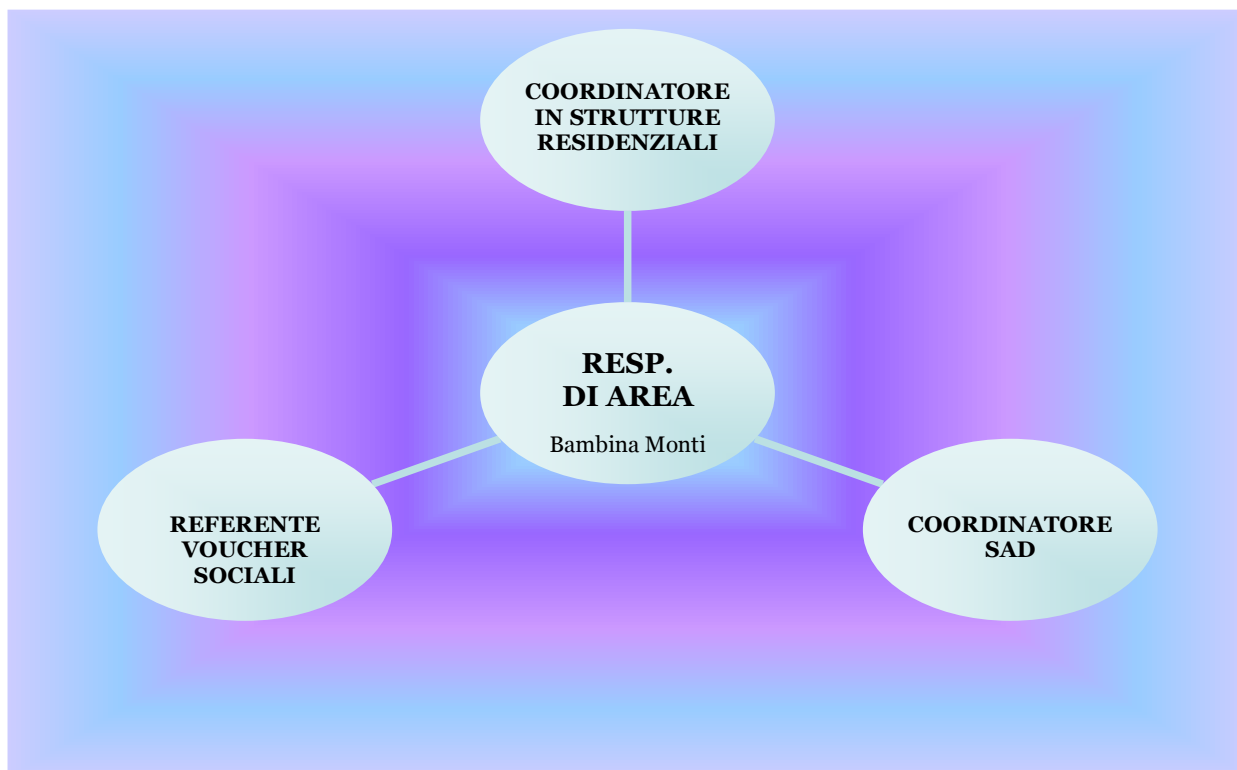 COORDINATORE
IN STRUTTURE
RESIDENZIALI
RESP.
DI AREA
Bambina Monti
REFERENTE
VOUCHER
SOCIALI
COORDINATORE
SAD